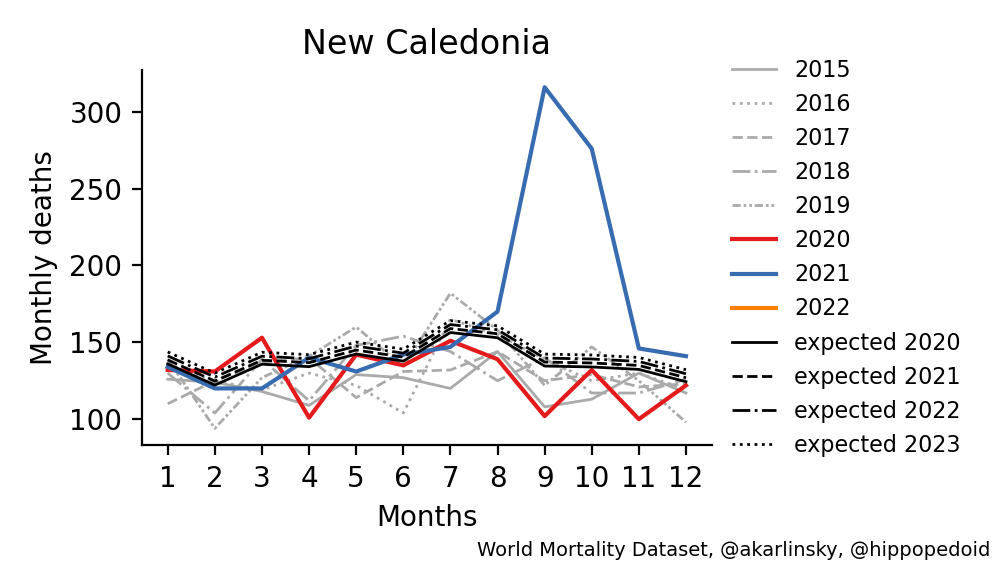 New Caledonia
Monthly deaths
300
250
200
150
100
1 2 3 4 5 6 7 8 9 10 11 12
Months
2015
2016
2017
2018
2019
2020
2021
2022
expected 2020
expected 2021
expected 2022
expected 2023
World Mortality Dataset, @akarlinsky, @hippopedoid